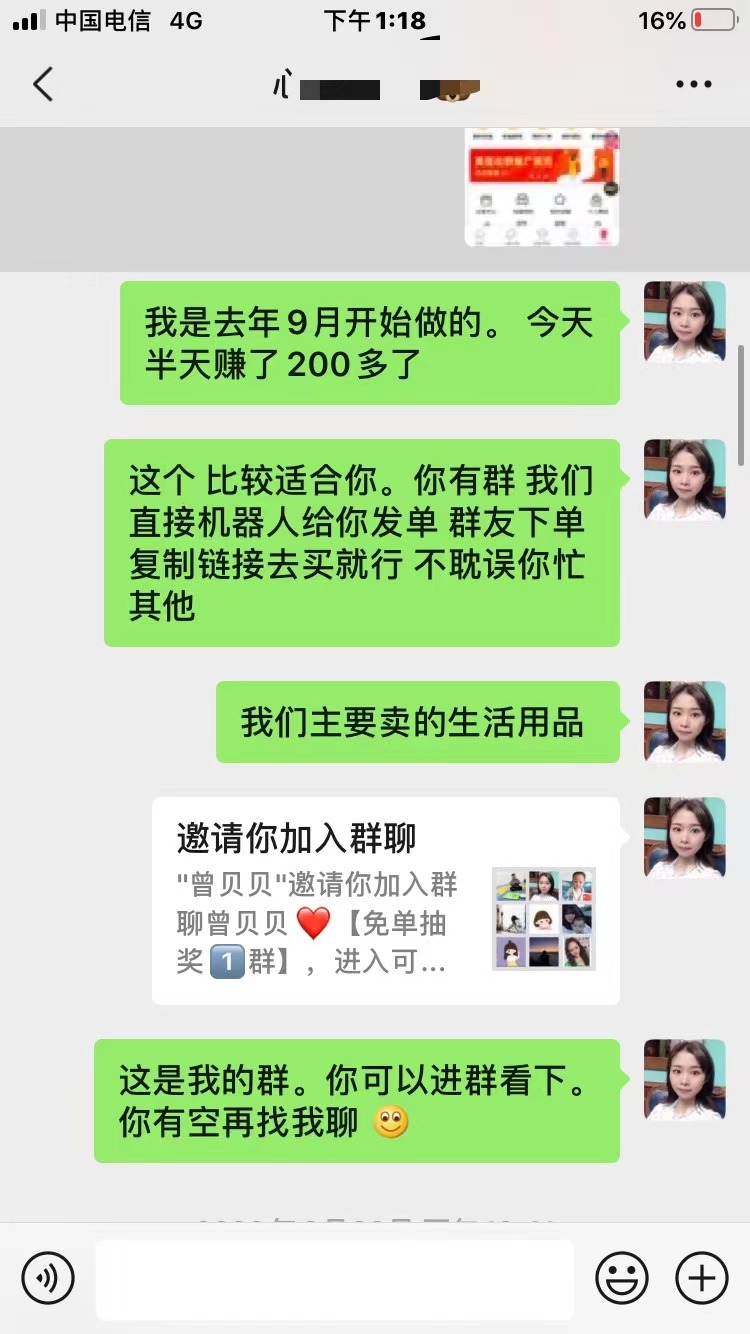 中国电信 4G 下午1:18 16%
心
我是去年9月开始做的。 今天
半天赚了200多了
这个 比较适合你。你有群 我们
直接机器人给你发单 群友下单
复制链接去买就行 不耽误你忙
其他
我们主要卖的生活用品
邀请你加入群聊
"曾贝贝"邀请你加入群
聊曾贝贝❤️【免单抽
奖1️⃣群】，进入可...
这是我的群。你可以进群看下。
你有空再找我聊 🙂